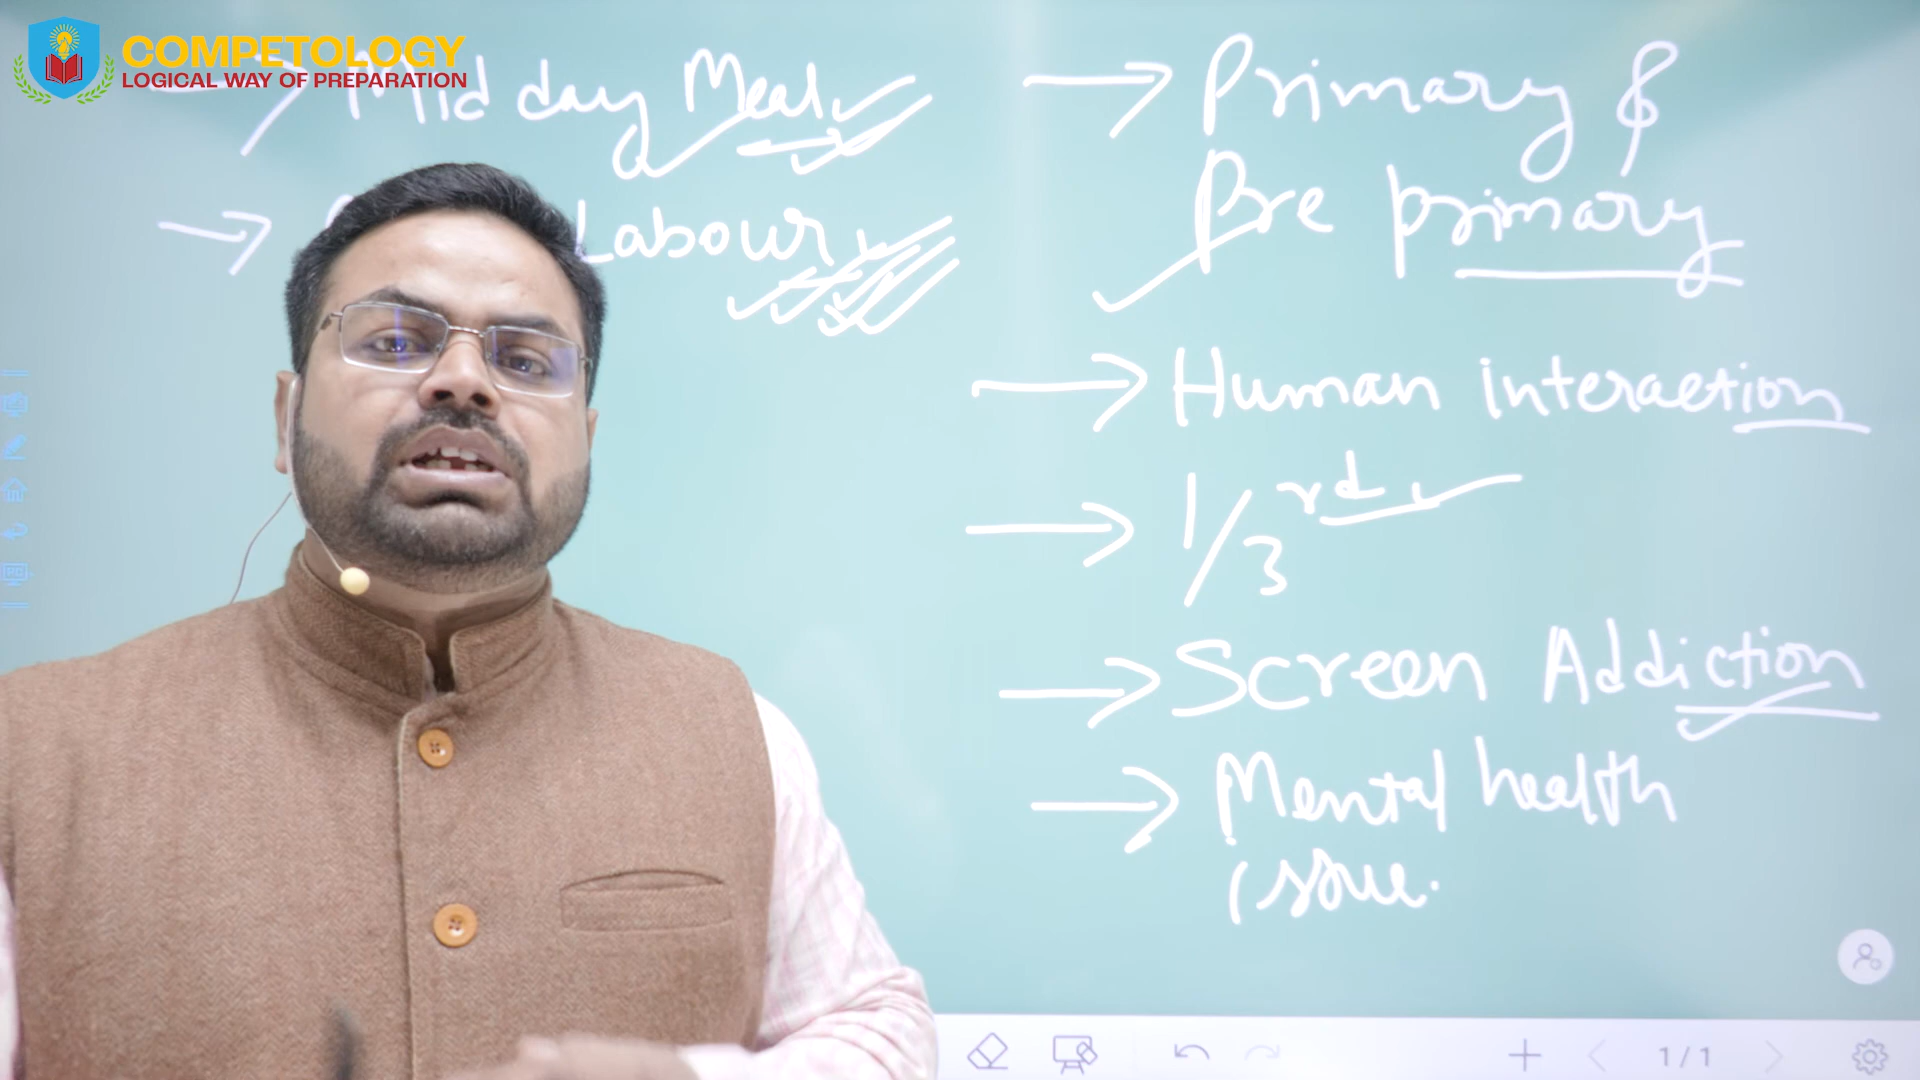 COMPETOLOGY
LOGICAL WAY OF PREPARATION
Mid day Meal
Labour
Primary &
Pre primary
Human interaction
1/3rd
Screen Addiction
Mental health
issue.
1/1